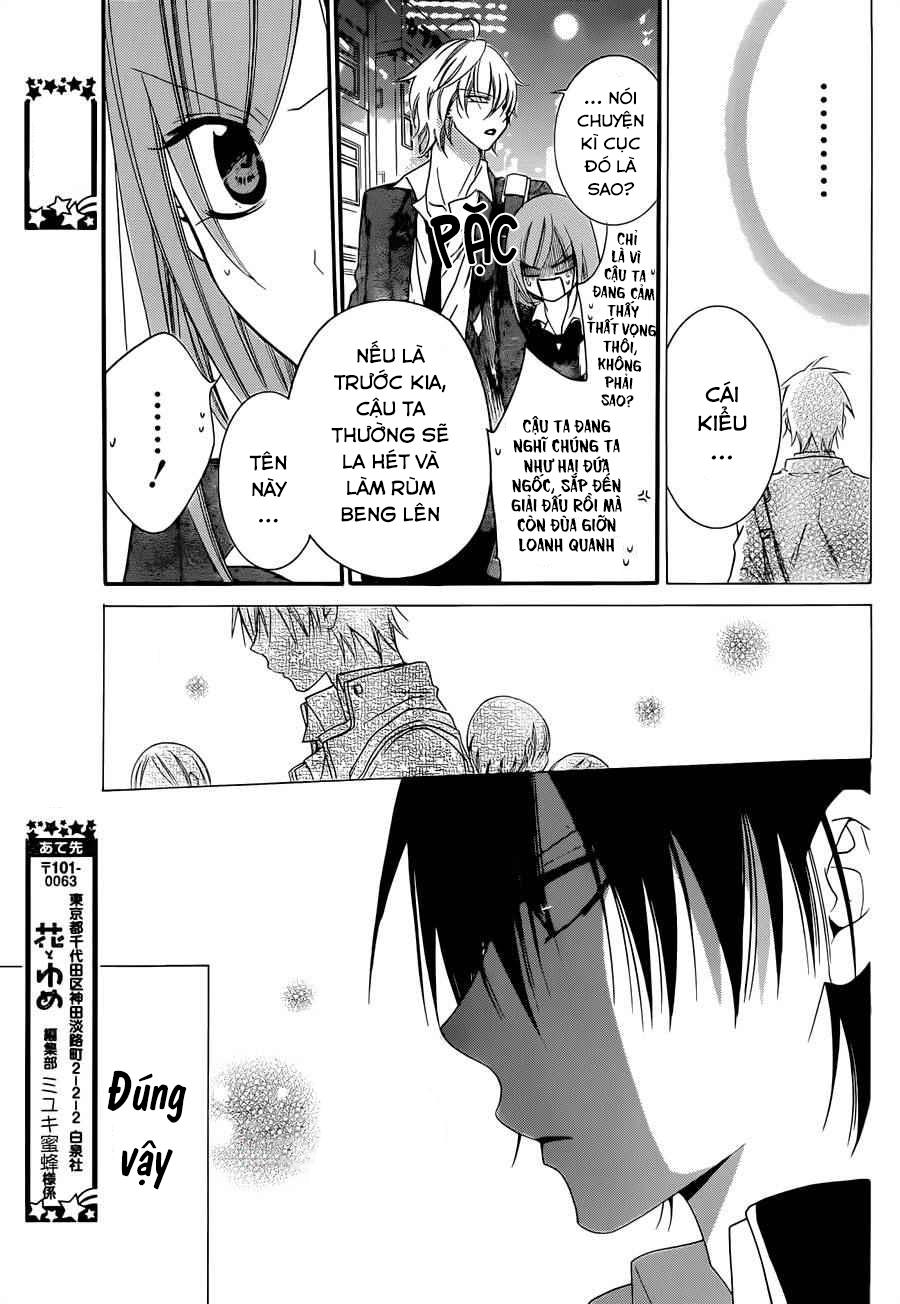 ………
CÁI
KIỂU
...
... NÓI
CHUYỆN
KÌ CỤC
ĐÓ LÀ
SAO?
CHỈ
LÀ VÌ
CẬU TA
ĐANG CẢM
THẤY
THẤT VỌNG
THÔI,
KHÔNG
PHẢI
SAO?
PẶC
CẬU TA ĐANG
NGHĨ CHÚNG TA
NHƯ HAI ĐỨA
NGỐC, SẮP ĐẾN
GIẢI ĐẤU RỒI MÀ
CÒN ĐÙA GIỠN
LOANH QUANH
NẾU LÀ
TRƯỚC KIA,
CẬU TA
THƯỜNG SẼ
LA HÉT VÀ
LÀM RÙM
BENG LÊN
TÊN
NÀY
...
……!
Đúng
vậy
あて先
〒101-
0063
東京都千代田区神田淡路町2-2-2 白泉社
花とゆめ
編集部 ミユキ蜜蜂様係